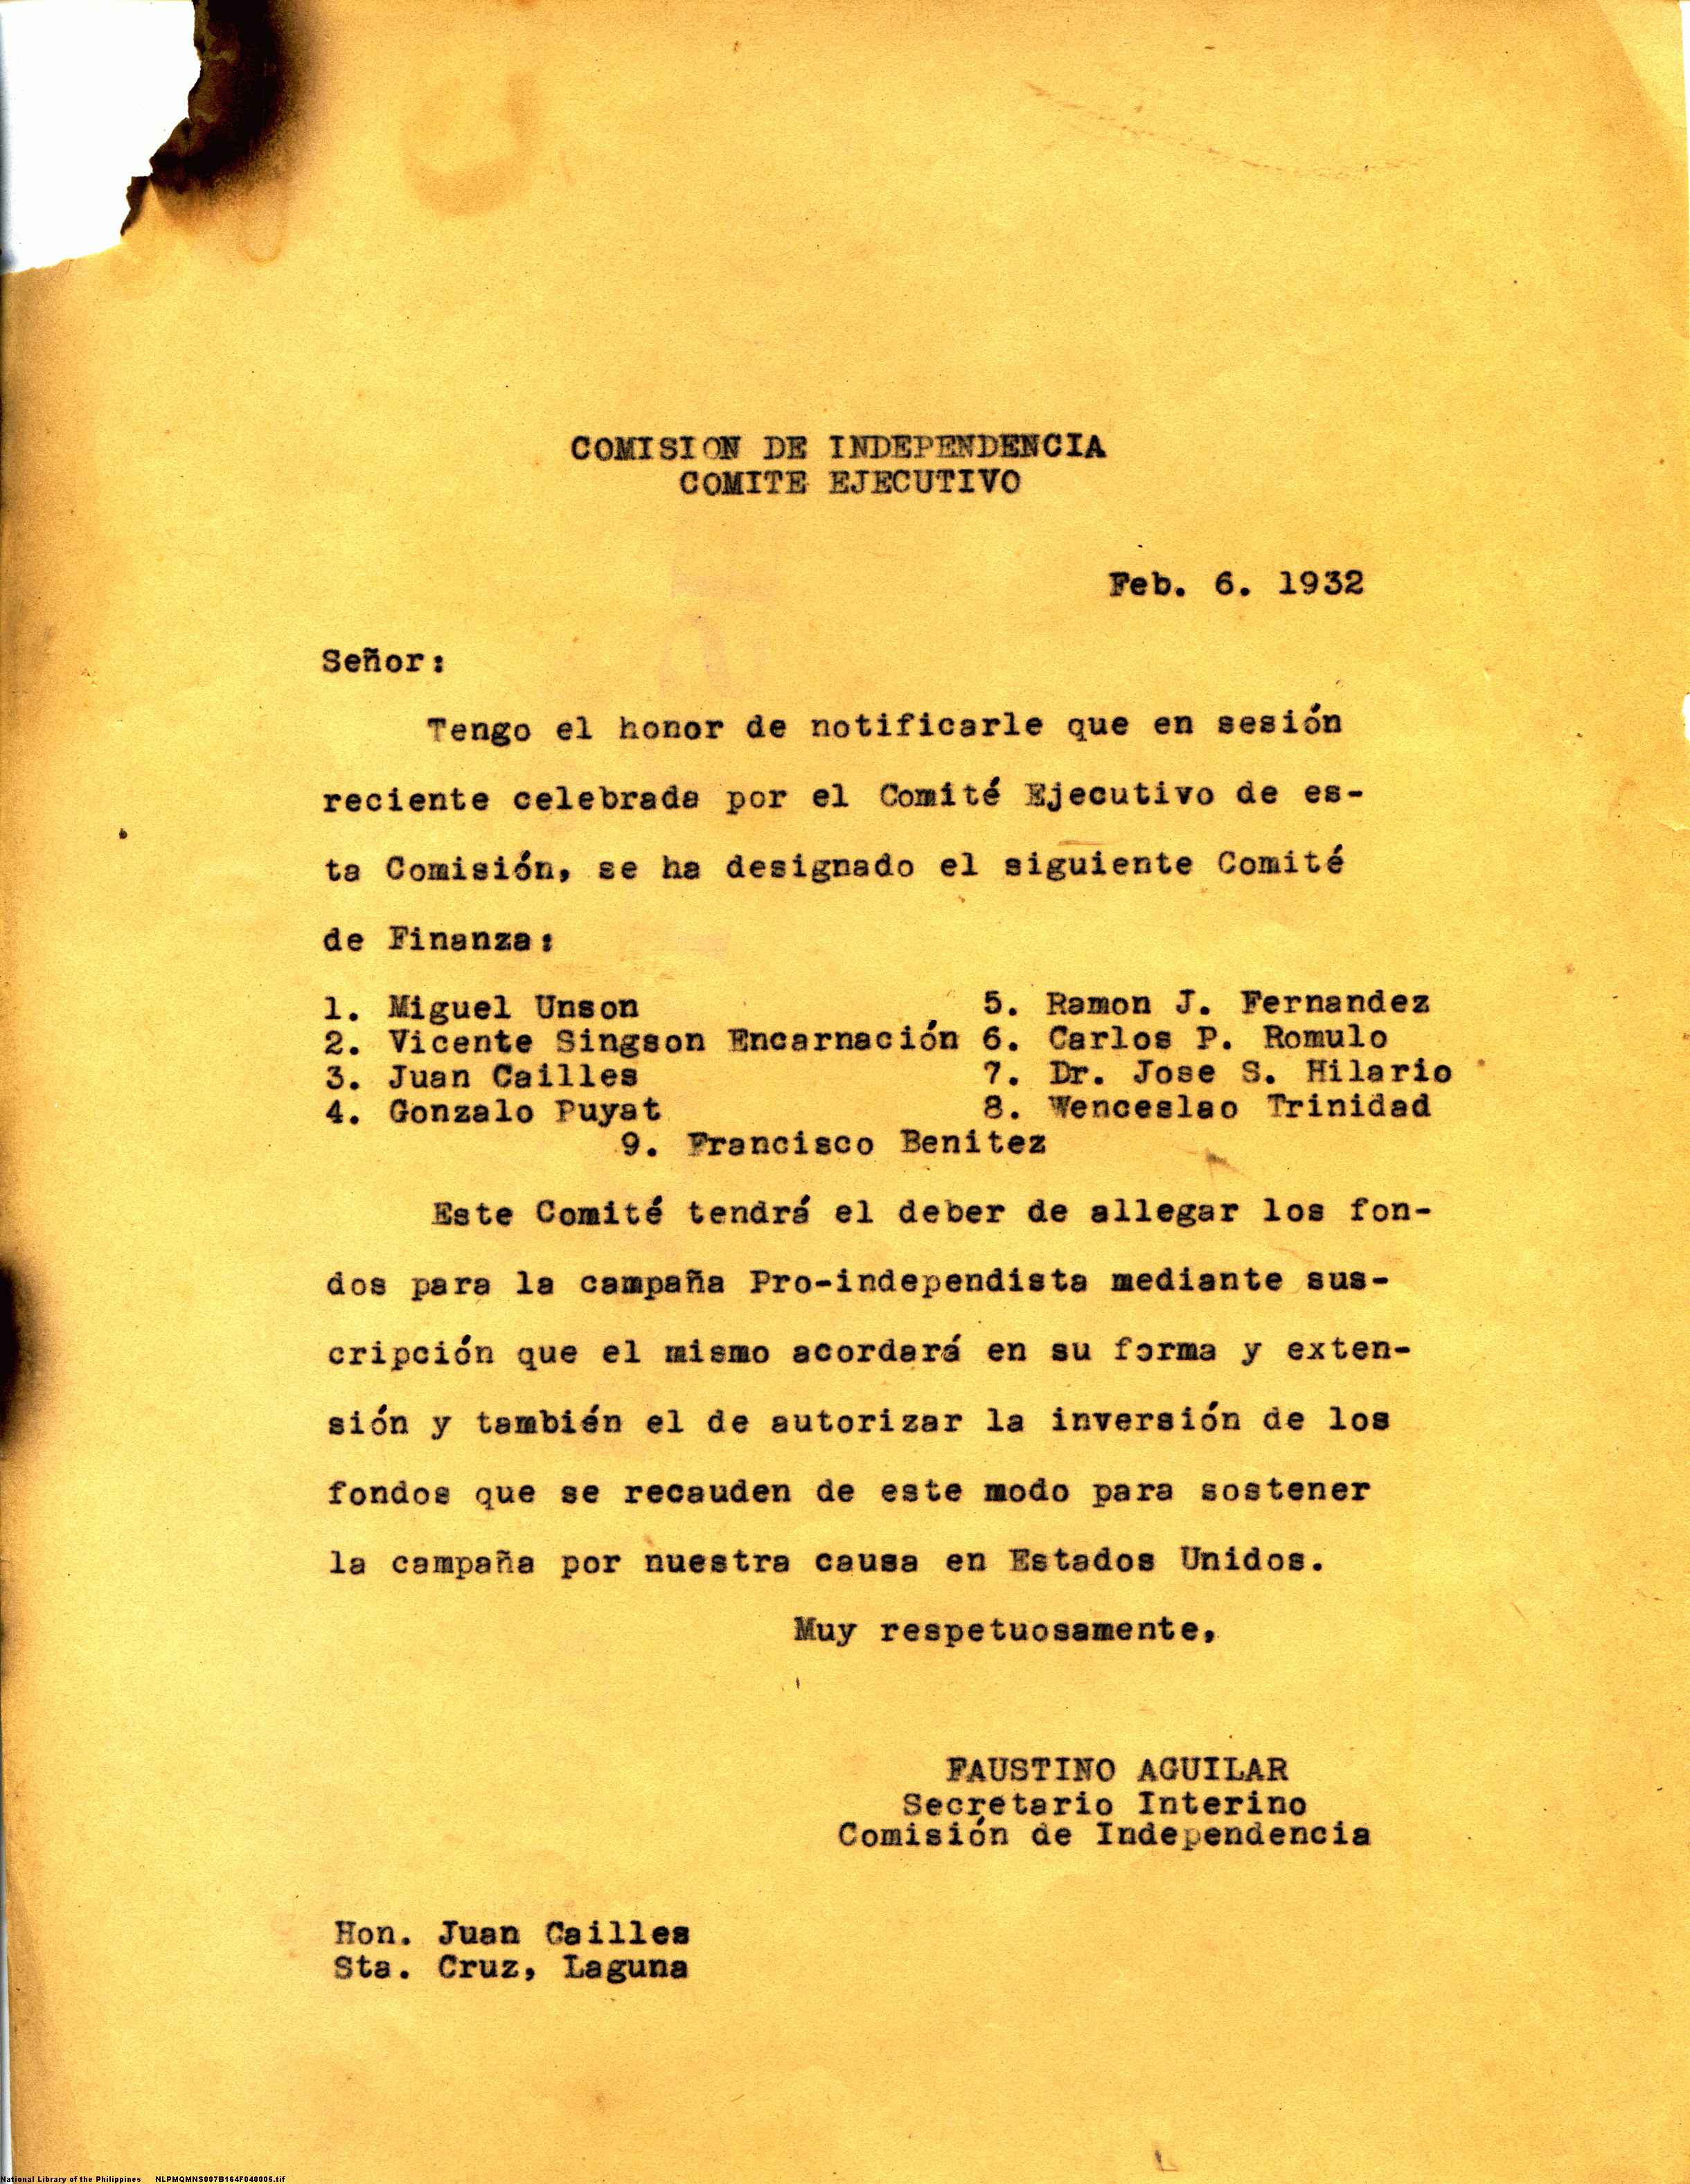 COMISION DE INDEPENDENCIA
COMITE EJECUTIVO
Feb. 6. 1932
Señor:
Tengo el honor de notificarle que en sesión
reciente celebrada por el Comité Ejecutivo de es-
ta Comisión, se ha designado el siguiente Comité
de Finanza:
1. Miguel Unson 5. Ramon J. Fernandez
2. Vicente Singson Encarnación 6. Carlos P. Romulo
3. Juan Cailles 7. Dr. Jose S. Hilario
4. Gonzalo Puyat 8. Wenceslao Trinidad
9. Francisco Benitez
Este Comité tendrá el deber de allegar los fon-
dos para la campaña Pro-independista mediante sus-
cripción que el mismo acordará en su forma y exten-
sión y también el de autorizar la inversión de los
fondos que se recauden de este modo para sostener
la campaña por nuestra causa en Estados Unidos.
Muy respetuosamente,
FAUSTINO AGUILAR
Secretario Interino
Comisión de Independencia
Hon. Juan Cailles
Sta. Cruz, Laguna
National Library of the Philippines NLPMQMNS007B164F040005.tif